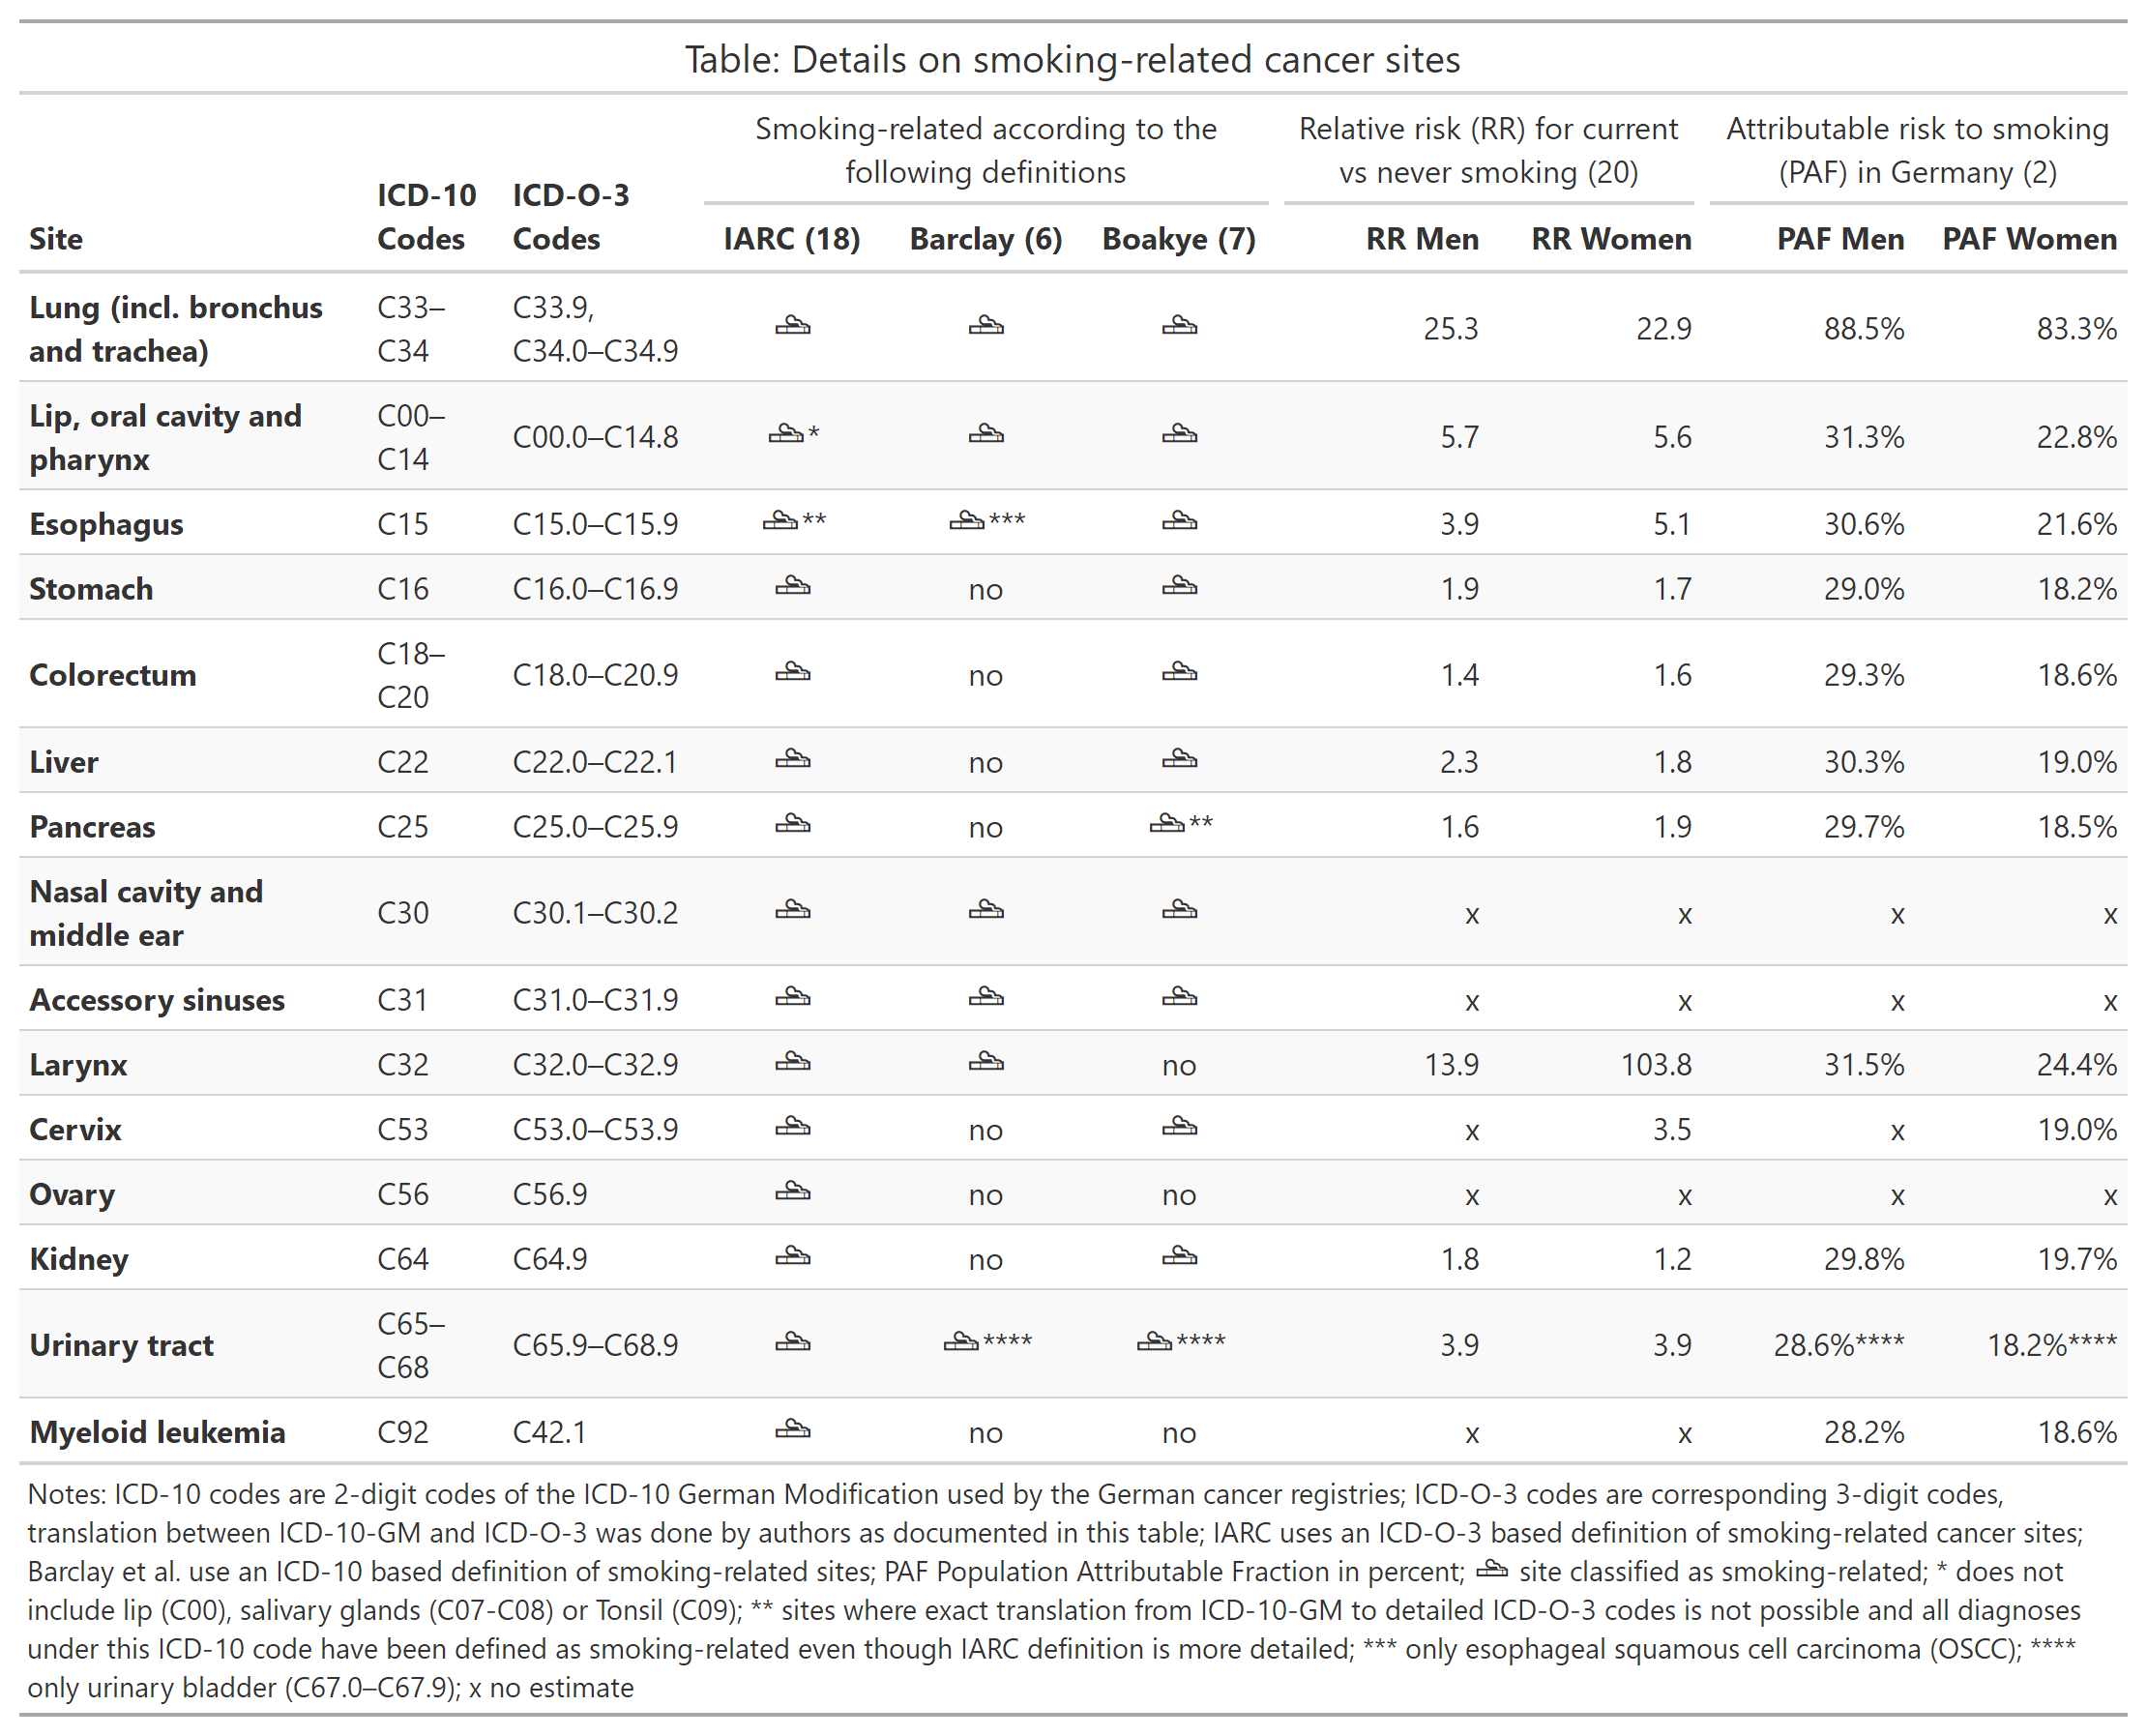 Table: Details on smoking-related cancer sites
Smoking-related according to the following definitions
Relative risk (RR) for current vs never smoking (20)
Attributable risk to smoking (PAF) in Germany (2)
Site ICD-10 Codes ICD-O-3 Codes IARC (18) Barclay (6) Boakye (7) RR Men RR Women PAF Men PAF Women
Lung (incl. bronchus and trachea) C33–C34 C33.9, C34.0–C34.9 25.3 22.9 88.5% 83.3%
Lip, oral cavity and pharynx C00–C14 C00.0–C14.8 * 5.7 5.6 31.3% 22.8%
Esophagus C15 C15.0–C15.9 ** *** 3.9 5.1 30.6% 21.6%
Stomach C16 C16.0–C16.9 no 1.9 1.7 29.0% 18.2%
Colorectum C18–C20 C18.0–C20.9 no 1.4 1.6 29.3% 18.6%
Liver C22 C22.0–C22.1 no 2.3 1.8 30.3% 19.0%
Pancreas C25 C25.0–C25.9 no ** 1.6 1.9 29.7% 18.5%
Nasal cavity and middle ear C30 C30.1–C30.2 x x x x
Accessory sinuses C31 C31.0–C31.9 x x x x
Larynx C32 C32.0–C32.9 no 13.9 103.8 31.5% 24.4%
Cervix C53 C53.0–C53.9 no x 3.5 x 19.0%
Ovary C56 C56.9 no no x x x x
Kidney C64 C64.9 no 1.8 1.2 29.8% 19.7%
Urinary tract C65–C68 C65.9–C68.9 **** **** 3.9 3.9 28.6%**** 18.2%****
Myeloid leukemia C92 C42.1 no no x x 28.2% 18.6%
Notes: ICD-10 codes are 2-digit codes of the ICD-10 German Modification used by the German cancer registries; ICD-O-3 codes are corresponding 3-digit codes,
translation between ICD-10-GM and ICD-O-3 was done by authors as documented in this table; IARC uses an ICD-O-3 based definition of smoking-related cancer sites;
Barclay et al. use an ICD-10 based definition of smoking-related sites; PAF Population Attributable Fraction in percent; site classified as smoking-related; * does not
include lip (C00), salivary glands (C07-C08) or Tonsil (C09); ** sites where exact translation from ICD-10-GM to detailed ICD-O-3 codes is not possible and all diagnoses
under this ICD-10 code have been defined as smoking-related even though IARC definition is more detailed; *** only esophageal squamous cell carcinoma (OSCC); ****
only urinary bladder (C67.0–C67.9); x no estimate